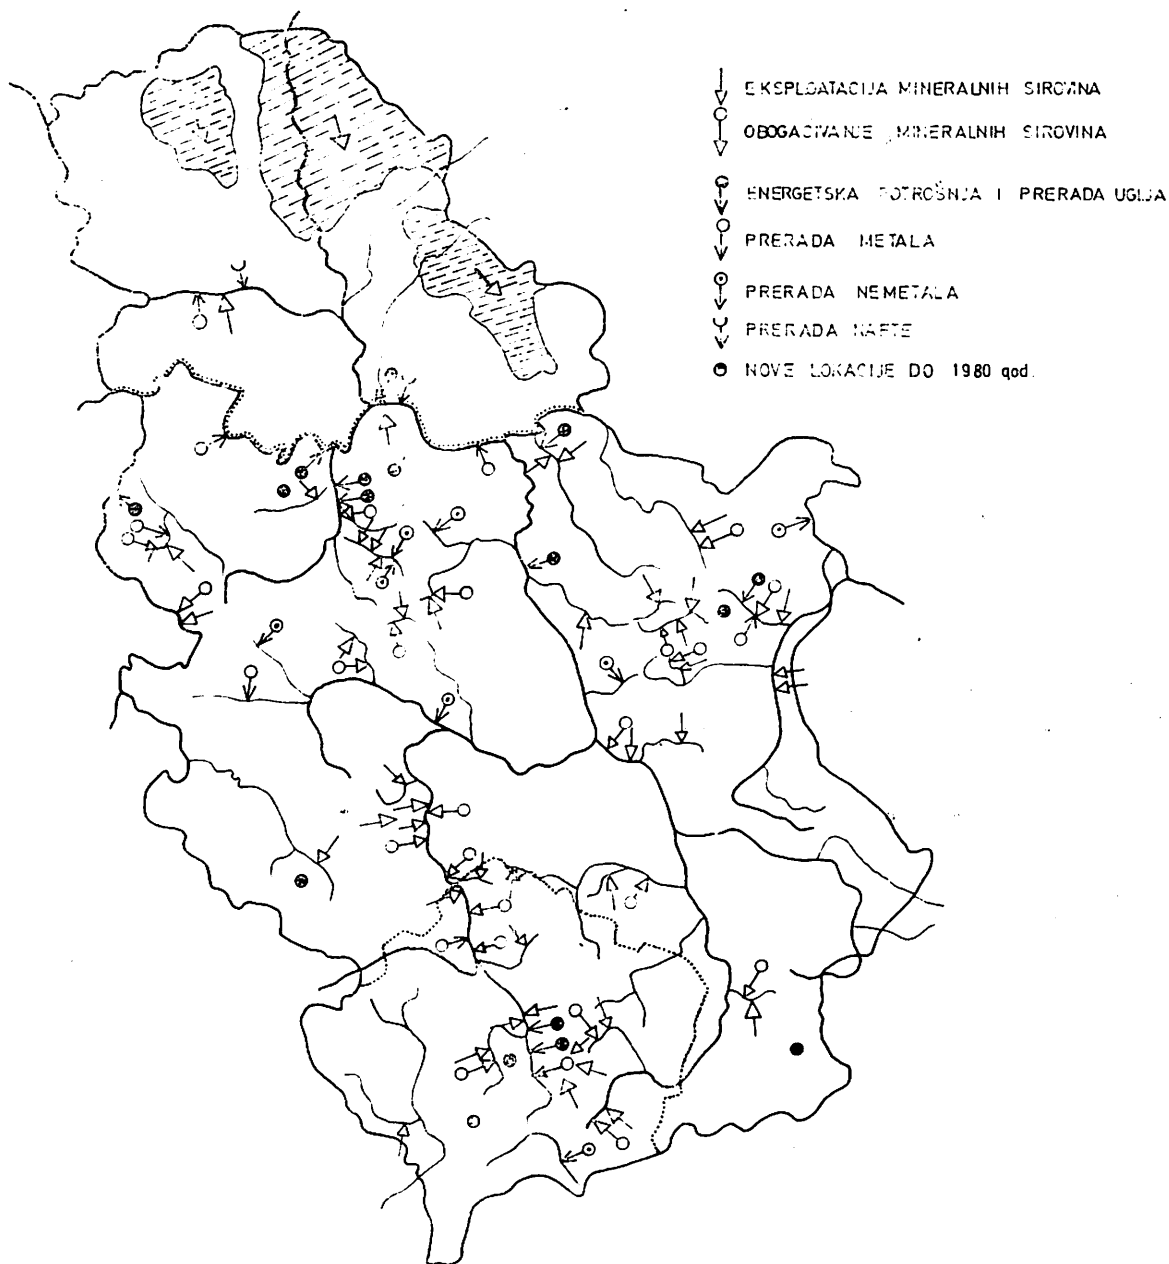 EKSPLOATACIJA MINERALNIH SIROVINA
OBOGAĆIVANJE MINERALNIH SIROVINA
ENERGETSKA POTROŠNJA I PRERADA UGLJA
PRERADA METALA
PRERADA NEMETALA
PRERADA NAFTE
NOVE LOKACIJE DO 1980 god.